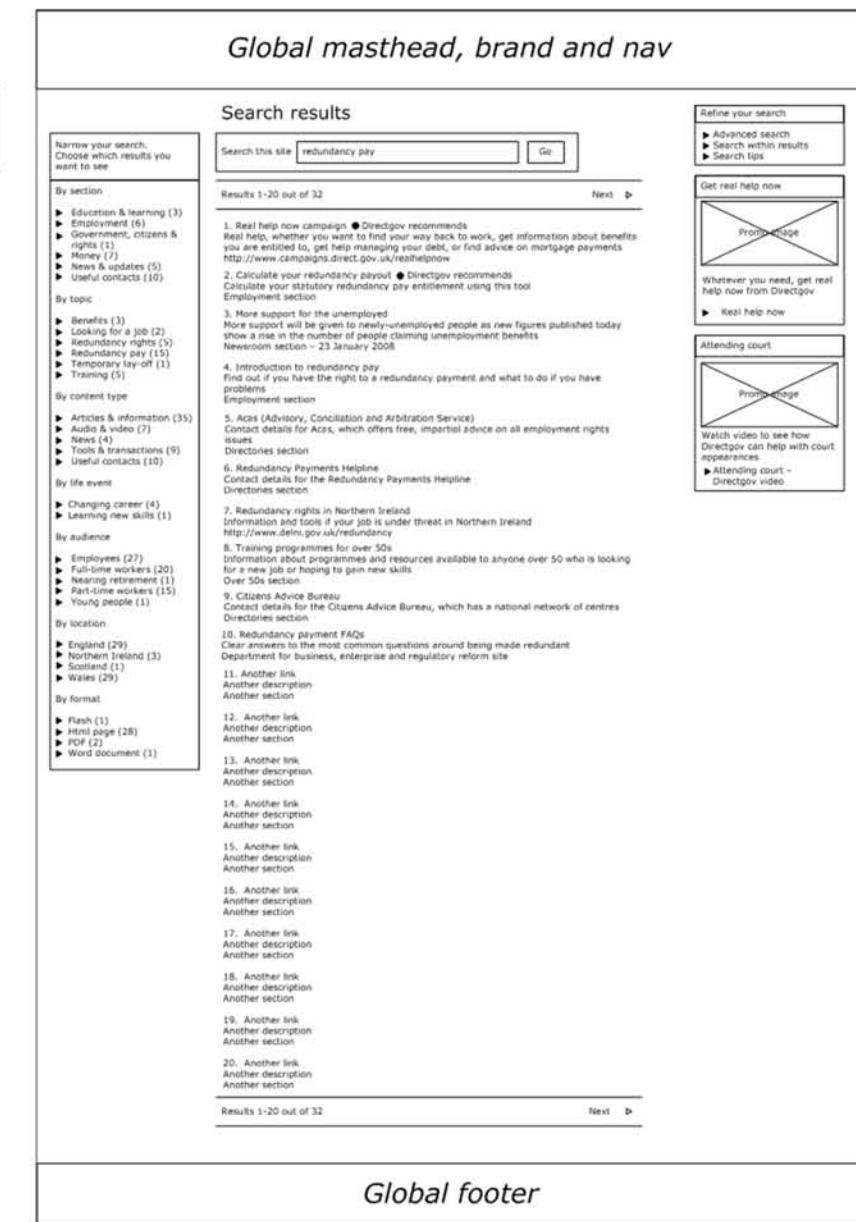 Global masthead, brand and nav
Narrow your search.
Choose which results you
want to see
By section
Education & learning (3)
Employment (6)
Government, citizens &
rights (1)
Money (7)
News & updates (5)
Useful contacts (10)
By topic
Benefits (3)
Looking for a job (2)
Redundancy rights (5)
Redundancy pay (15)
Temporary lay-off (1)
Training (5)
By content type
Articles & information (35)
Audio & video (7)
News (4)
Tools & transactions (9)
Useful contacts (10)
By life event
Changing career (4)
Learning new skills (1)
By audience
Employees (27)
Full-time workers (20)
Nearing retirement (1)
Part-time workers (15)
Young people (1)
By location
England (29)
Northern Ireland (3)
Scotland (1)
Wales (29)
By format
Flash (1)
Html page (28)
PDF (2)
Word document (1)
Search results
Search this site redundancy pay Go
Results 1-20 out of 32 Next
1. Real help now campaign ● Directgov recommends
Real help, whether you want to find your way back to work, get information about benefits
you are entitled to, get help managing your debt, or find advice on mortgage payments
http://www.campaigns.direct.gov.uk/realhelpnow
2. Calculate your redundancy payout ● Directgov recommends
Calculate your statutory redundancy pay entitlement using this tool
Employment section
3. More support for the unemployed
More support will be given to newly-unemployed people as new figures published today
show a rise in the number of people claiming unemployment benefits
Newsroom section – 23 January 2008
4. Introduction to redundancy pay
Find out if you have the right to a redundancy payment and what to do if you have
problems
Employment section
5. Acas (Advisory, Conciliation and Arbitration Service)
Contact details for Acas, which offers free, impartial advice on all employment rights
issues
Directories section
6. Redundancy Payments Helpline
Contact details for the Redundancy Payments Helpline
Directories section
7. Redundancy rights in Northern Ireland
Information and tools if your job is under threat in Northern Ireland
http://www.delni.gov.uk/redundancy
8. Training programmes for over 50s
Information about programmes and resources available to anyone over 50 who is looking
for a new job or hoping to gain new skills
Over 50s section
9. Citizens Advice Bureau
Contact details for the Citizens Advice Bureau, which has a national network of centres
Directories section
10. Redundancy payment FAQs
Clear answers to the most common questions around being made redundant
Department for business, enterprise and regulatory reform site
11. Another link
Another description
Another section
12. Another link
Another description
Another section
13. Another link
Another description
Another section
14. Another link
Another description
Another section
15. Another link
Another description
Another section
16. Another link
Another description
Another section
17. Another link
Another description
Another section
18. Another link
Another description
Another section
19. Another link
Another description
Another section
20. Another link
Another description
Another section
Results 1-20 out of 32 Next
Refine your search
Advanced search
Search within results
Search tips
Get real help now
Promo image
Whatever you need, get real
help now from Directgov
Real help now
Attending court
Promo image
Watch video to see how
Directgov can help with court
appearances
Attending court –
Directgov video
Global footer